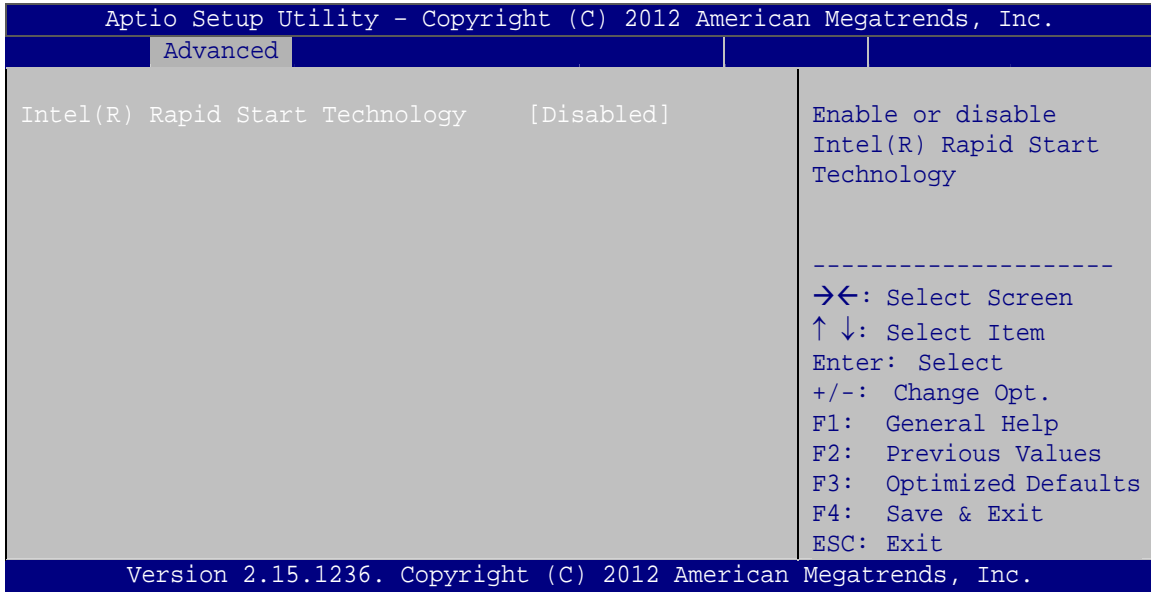 Aptio Setup Utility – Copyright (C) 2012 American Megatrends, Inc.
Advanced
Intel(R) Rapid Start Technology [Disabled]
Enable or disable
Intel(R) Rapid Start
Technology
---------------------
→←: Select Screen
↑ ↓: Select Item
Enter: Select
+/-: Change Opt.
F1: General Help
F2: Previous Values
F3: Optimized Defaults
F4: Save & Exit
ESC: Exit
Version 2.15.1236. Copyright (C) 2012 American Megatrends, Inc.